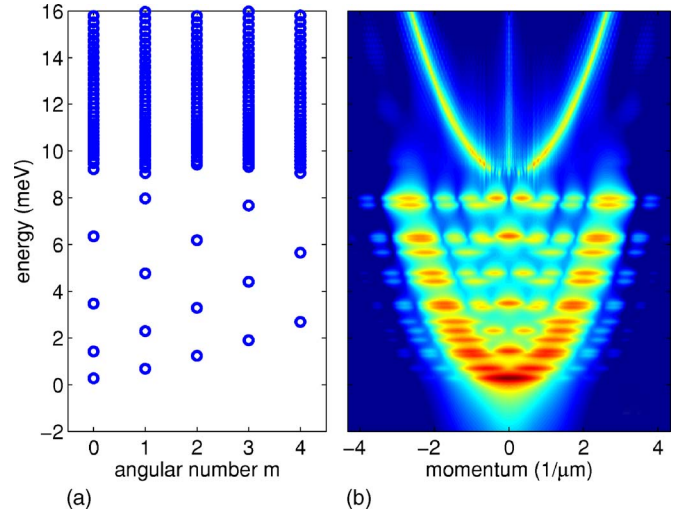 16
14
12
10
8
6
4
2
0
−2
energy (meV)
0 1 2 3 4
angular number m
(a)
−4 −2 0 2 4
momentum (1/μm)
(b)